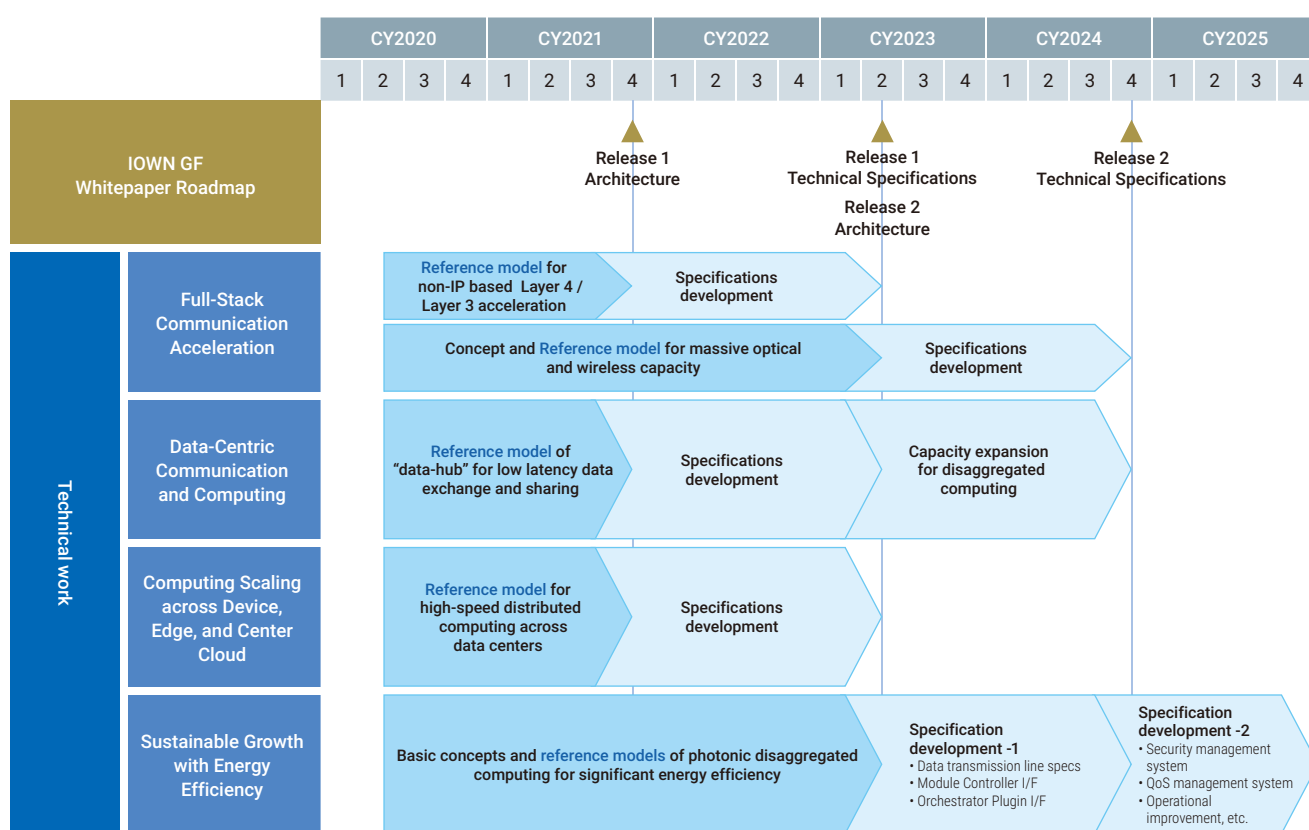 CY2020 CY2021 CY2022 CY2023 CY2024 CY2025
1 2 3 4 1 2 3 4 1 2 3 4 1 2 3 4 1 2 3 4 1 2 3 4
IOWN GF
Whitepaper Roadmap
Release 1
Architecture
Release 1
Technical Specifications
Release 2
Architecture
Release 2
Technical Specifications
Technical work
Full-Stack
Communication
Acceleration
Reference model for
non-IP based Layer 4 /
Layer 3 acceleration
Specifications
development
Concept and Reference model for massive optical
and wireless capacity
Specifications
development
Data-Centric
Communication
and Computing
Reference model of
“data-hub” for low latency data
exchange and sharing
Specifications
development
Capacity expansion
for disaggregated
computing
Computing Scaling
across Device,
Edge, and Center
Cloud
Reference model for
high-speed distributed
computing across
data centers
Specifications
development
Sustainable Growth
with Energy
Efficiency
Basic concepts and reference models of photonic disaggregated
computing for significant energy efficiency
Specification
development -1
• Data transmission line specs
• Module Controller I/F
• Orchestrator Plugin I/F
Specification
development -2
• Security management
system
• QoS management system
• Operational
improvement, etc.